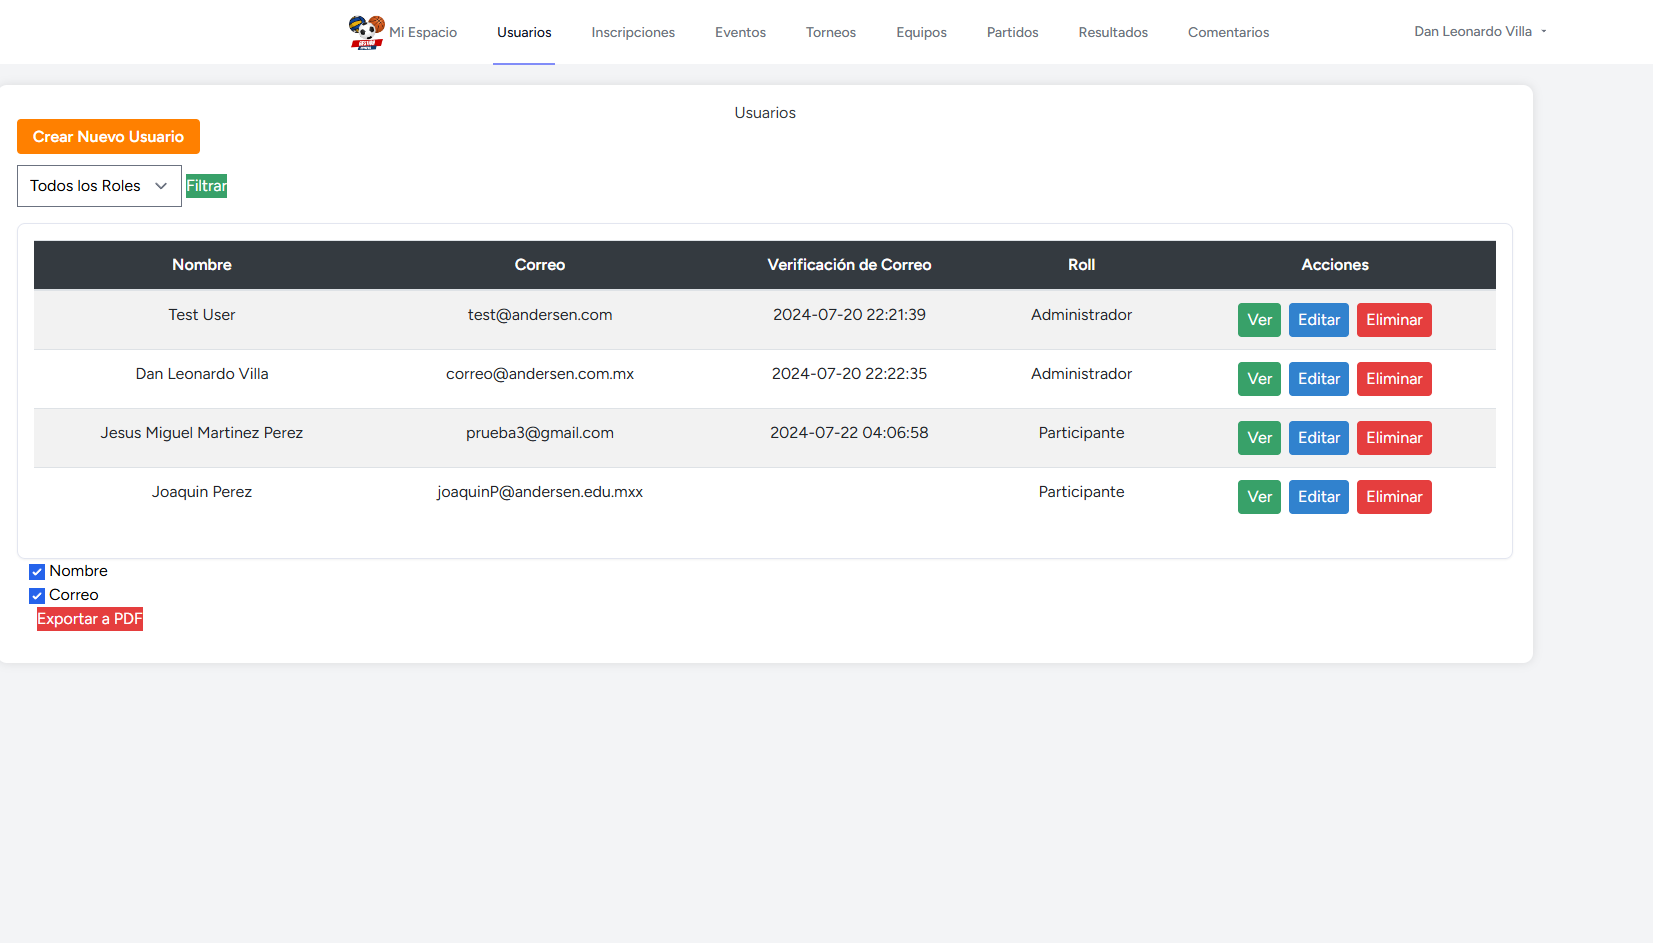 Mi Espacio Usuarios Inscripciones Eventos Torneos Equipos Partidos Resultados Comentarios Dan Leonardo Villa
Usuarios
Crear Nuevo Usuario
Todos los Roles Filtrar
Nombre Correo Verificación de Correo Roll Acciones
Test User test@andersen.com 2024-07-20 22:21:39 Administrador Ver Editar Eliminar
Dan Leonardo Villa correo@andersen.com.mx 2024-07-20 22:22:35 Administrador Ver Editar Eliminar
Jesus Miguel Martinez Perez prueba3@gmail.com 2024-07-22 04:06:58 Participante Ver Editar Eliminar
Joaquin Perez joaquinP@andersen.edu.mxx Participante Ver Editar Eliminar
Nombre
Correo
Exportar a PDF